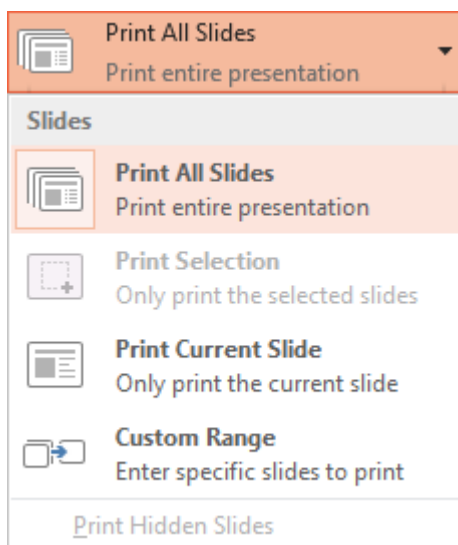 Print All Slides
Print entire presentation
Slides
Print All Slides
Print entire presentation
Print Selection
Only print the selected slides
Print Current Slide
Only print the current slide
Custom Range
Enter specific slides to print
Print Hidden Slides